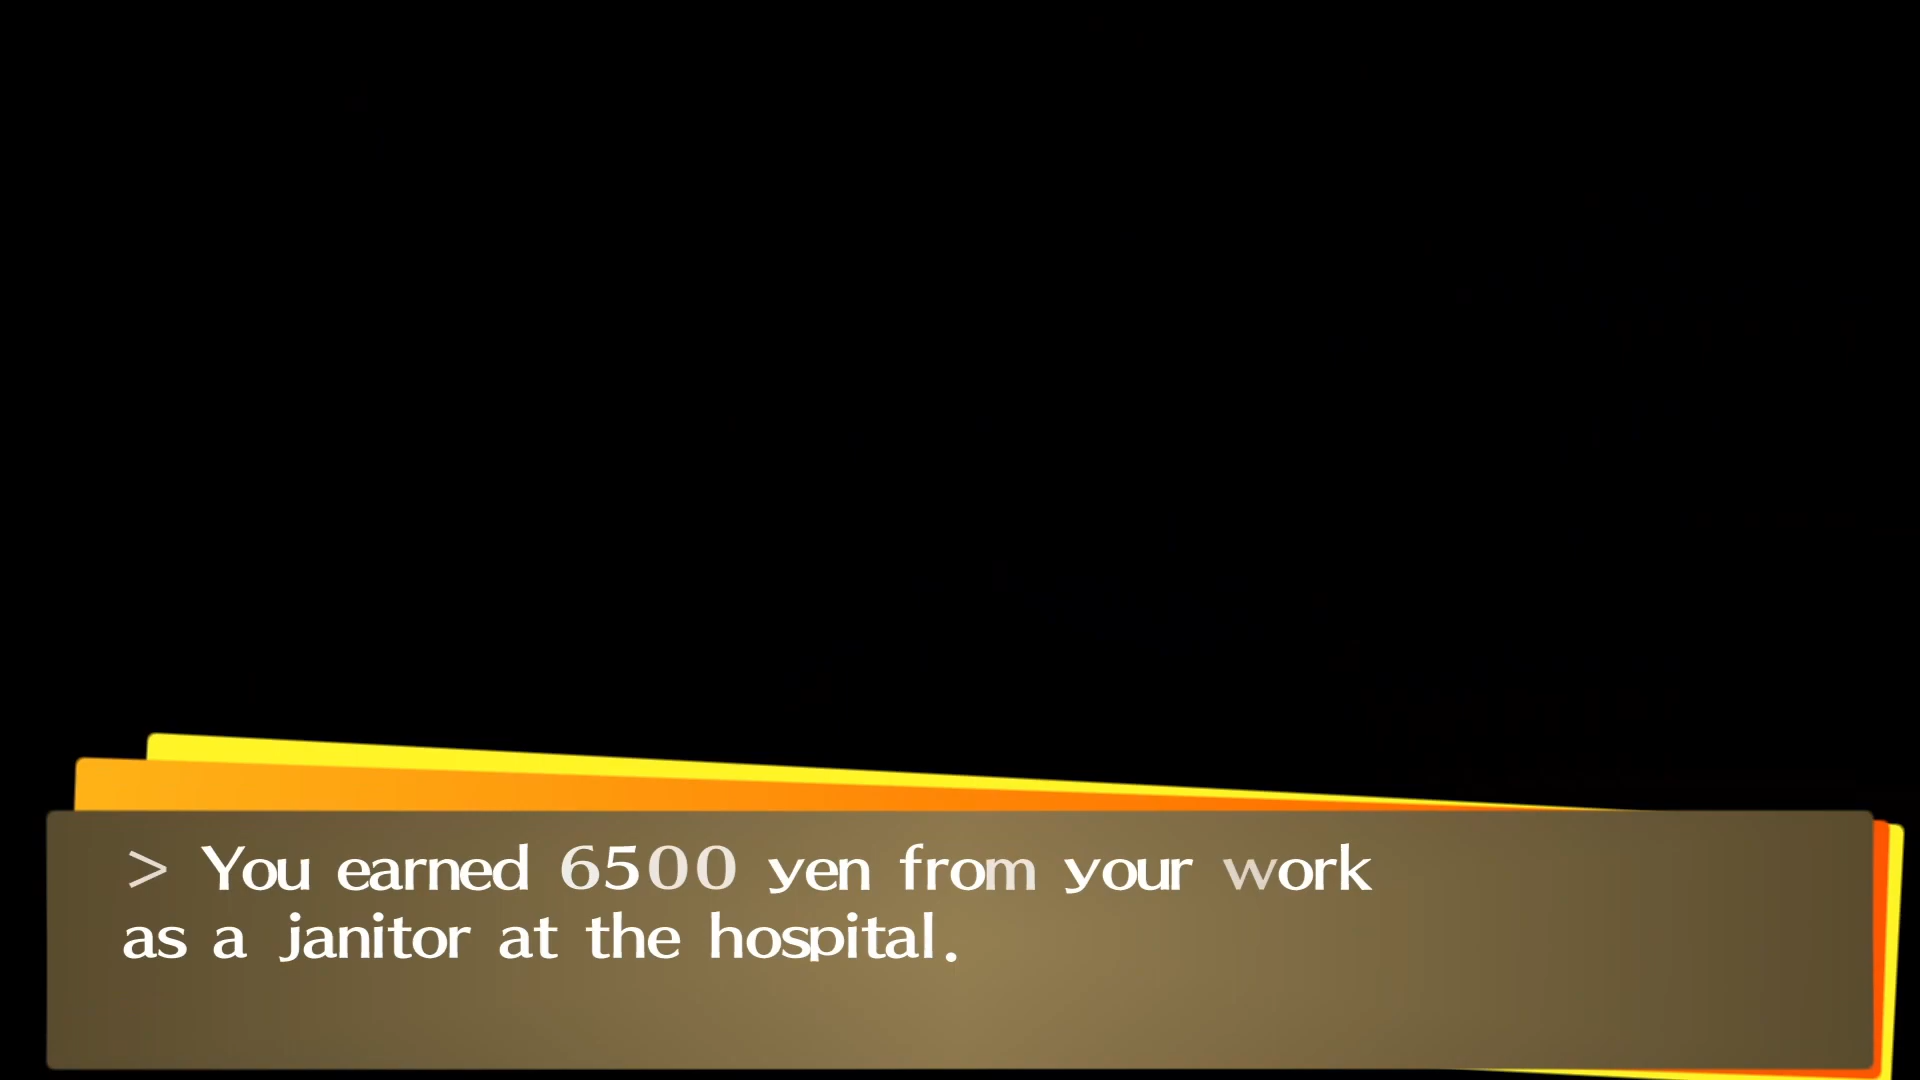 > You earned 6500 yen from your work
as a janitor at the hospital.